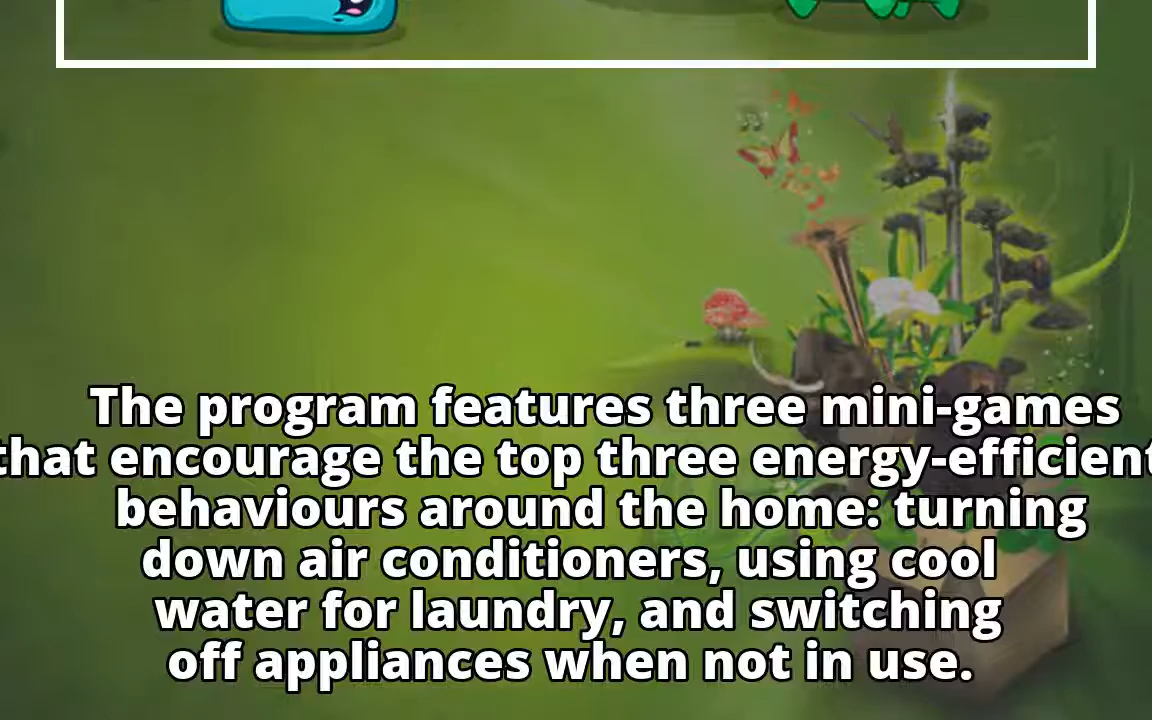 The program features three mini-games
that encourage the top three energy-efficient
behaviours around the home: turning
down air conditioners, using cool
water for laundry, and switching
off appliances when not in use.